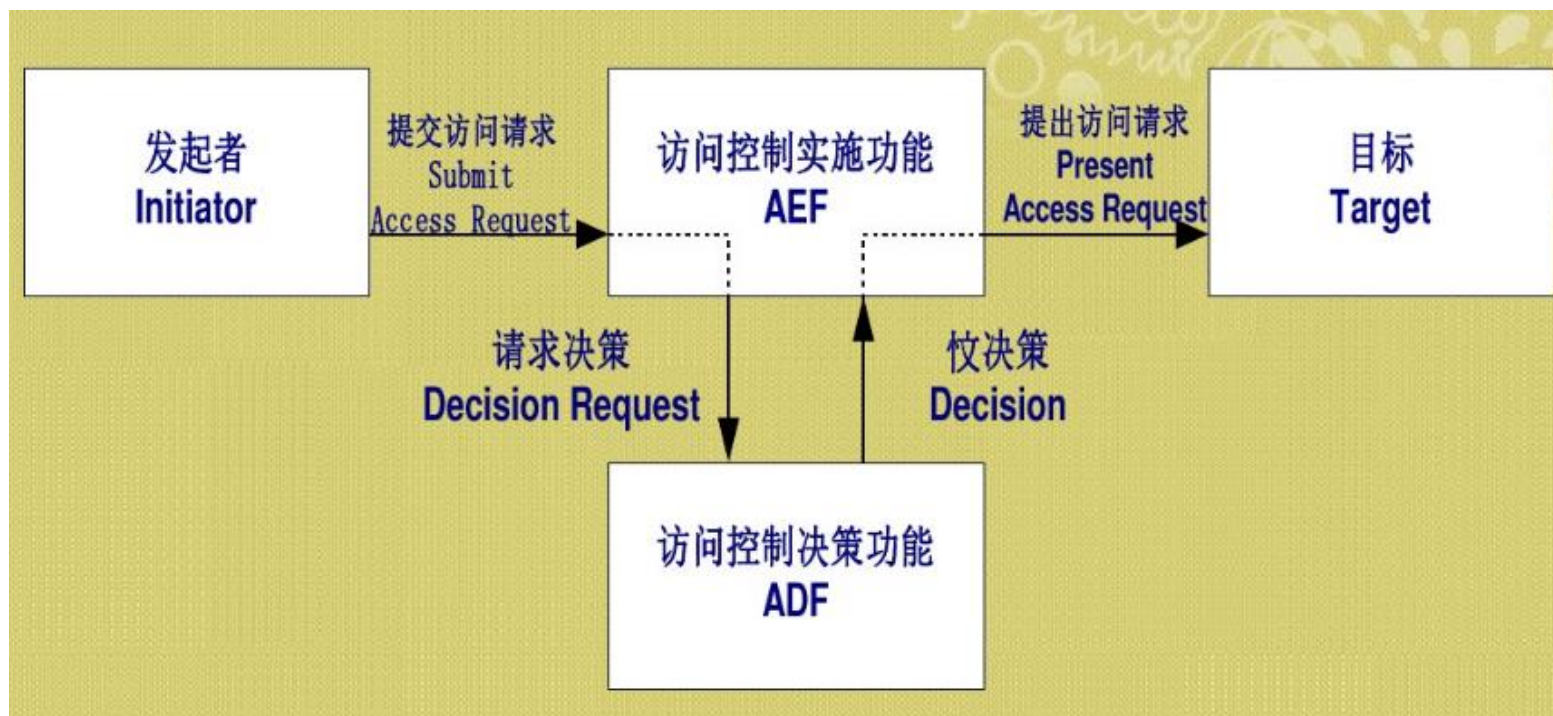 发起者
Initiator
提交访问请求
Submit
Access Request
访问控制实施功能
AEF
提出访问请求
Present
Access Request
目标
Target
请求决策
Decision Request
忟决策
Decision
访问控制决策功能
ADF